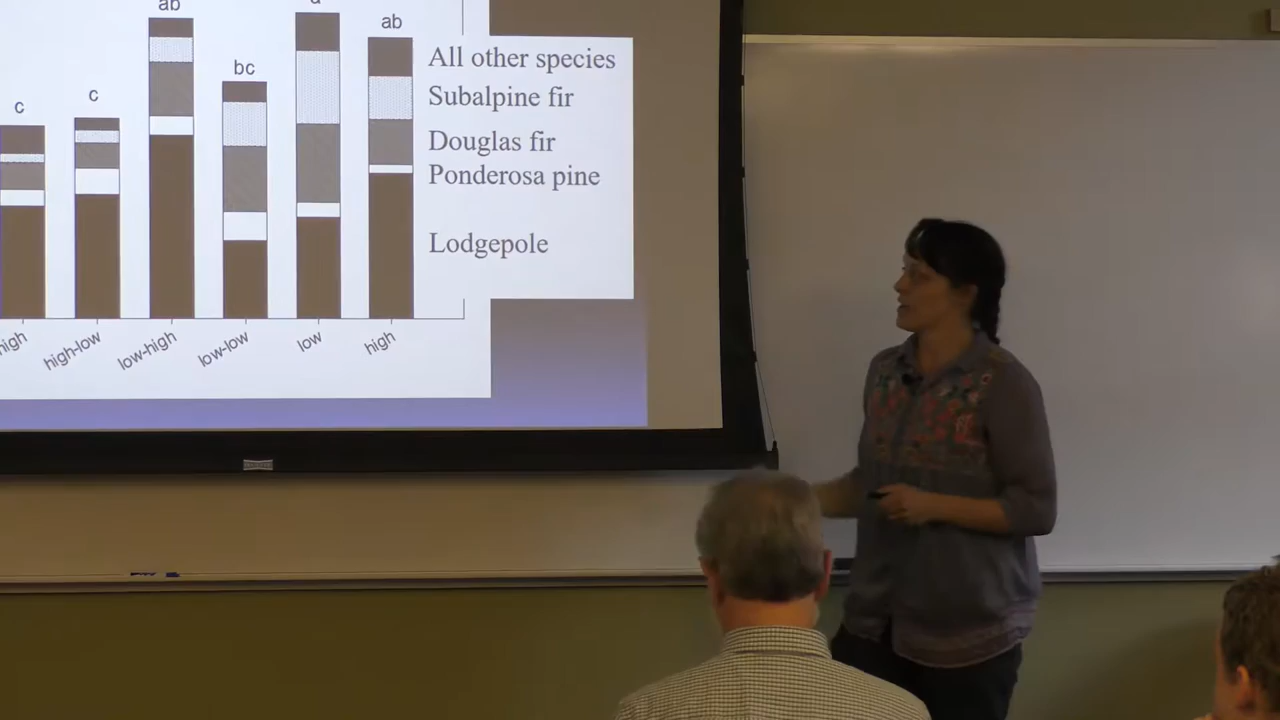 ab
ab
bc
c
c
All other species
Subalpine fir
Douglas fir
Ponderosa pine
Lodgepole
high
high-low
low-high
low-low
low
high